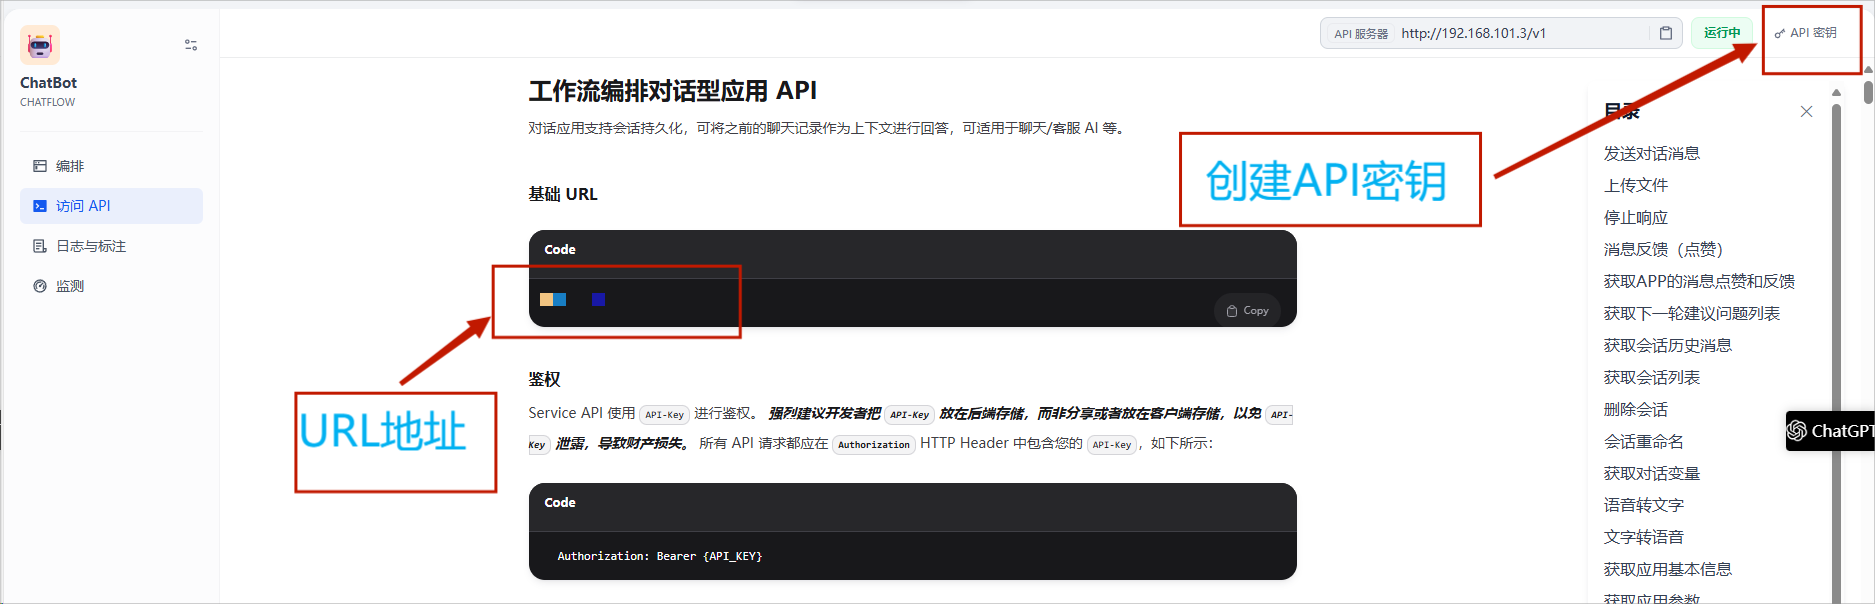 ChatBot
CHATFLOW
编排
访问 API
日志与标注
监测
API 服务器 http://192.168.101.3/v1
运行中
API 密钥
工作流编排对话型应用 API
对话应用支持会话持久化，可将之前的聊天记录作为上下文进行回答，可适用于聊天/客服 AI 等。
基础 URL
Code
Copy
创建API密钥
URL地址
鉴权
Service API 使用 API-Key 进行鉴权。 强烈建议开发者把 API-Key 放在后端存储，而非分享或者放在客户端存储，以免 API-
Key 泄露，导致财产损失。 所有 API 请求都应在 Authorization HTTP Header 中包含您的 API-Key，如下所示：
Code
Authorization: Bearer {API_KEY}
目录
发送对话消息
上传文件
停止响应
消息反馈（点赞）
获取APP的消息点赞和反馈
获取下一轮建议问题列表
获取会话历史消息
获取会话列表
删除会话
会话重命名
获取对话变量
语音转文字
文字转语音
获取应用基本信息
获取应用参数
ChatGPT